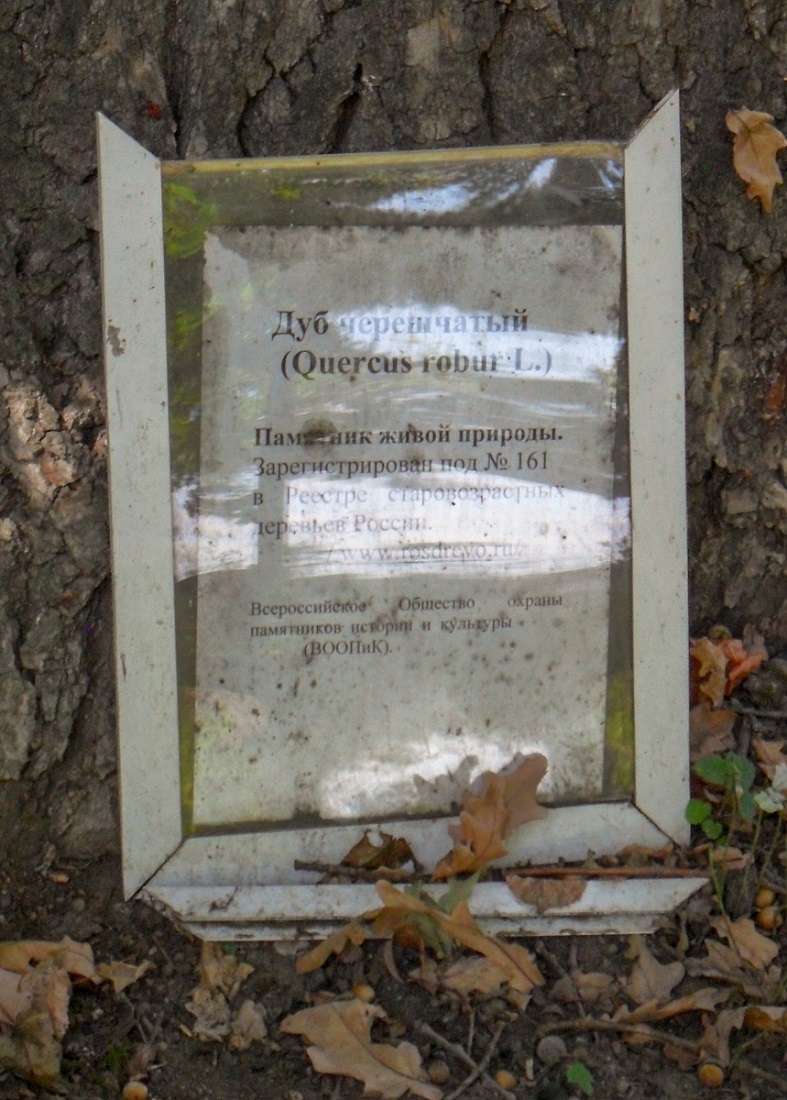 Дуб черешчатый
(Quercus robur L.)
Памятник живой природы.
Зарегистрирован под № 161
в Реестре старовозрастных
деревьев России.
/ www.rosdrevo.ru/
Всероссийское Общество охраны
памятников истории и культуры
(ВООПиК).